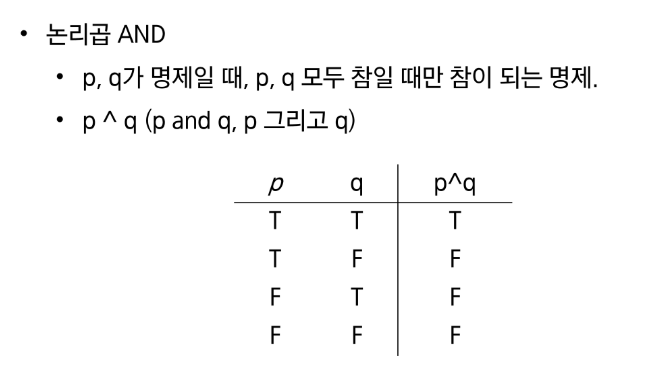 • 논리곱 AND
• p, q가 명제일 때, p, q 모두 참일 때만 참이 되는 명제.
• p ^ q (p and q, p 그리고 q)
p q p^q
T T T
T F F
F T F
F F F